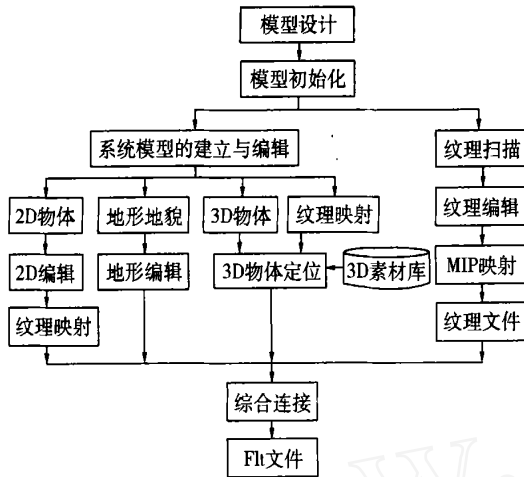 模型设计
模型初始化
系统模型的建立与编辑
纹理扫描
2D物体
地形地貌
3D物体
纹理映射
纹理编辑
2D编辑
地形编辑
3D物体定位
3D素材库
MIP映射
纹理映射
纹理文件
综合连接
Flt文件